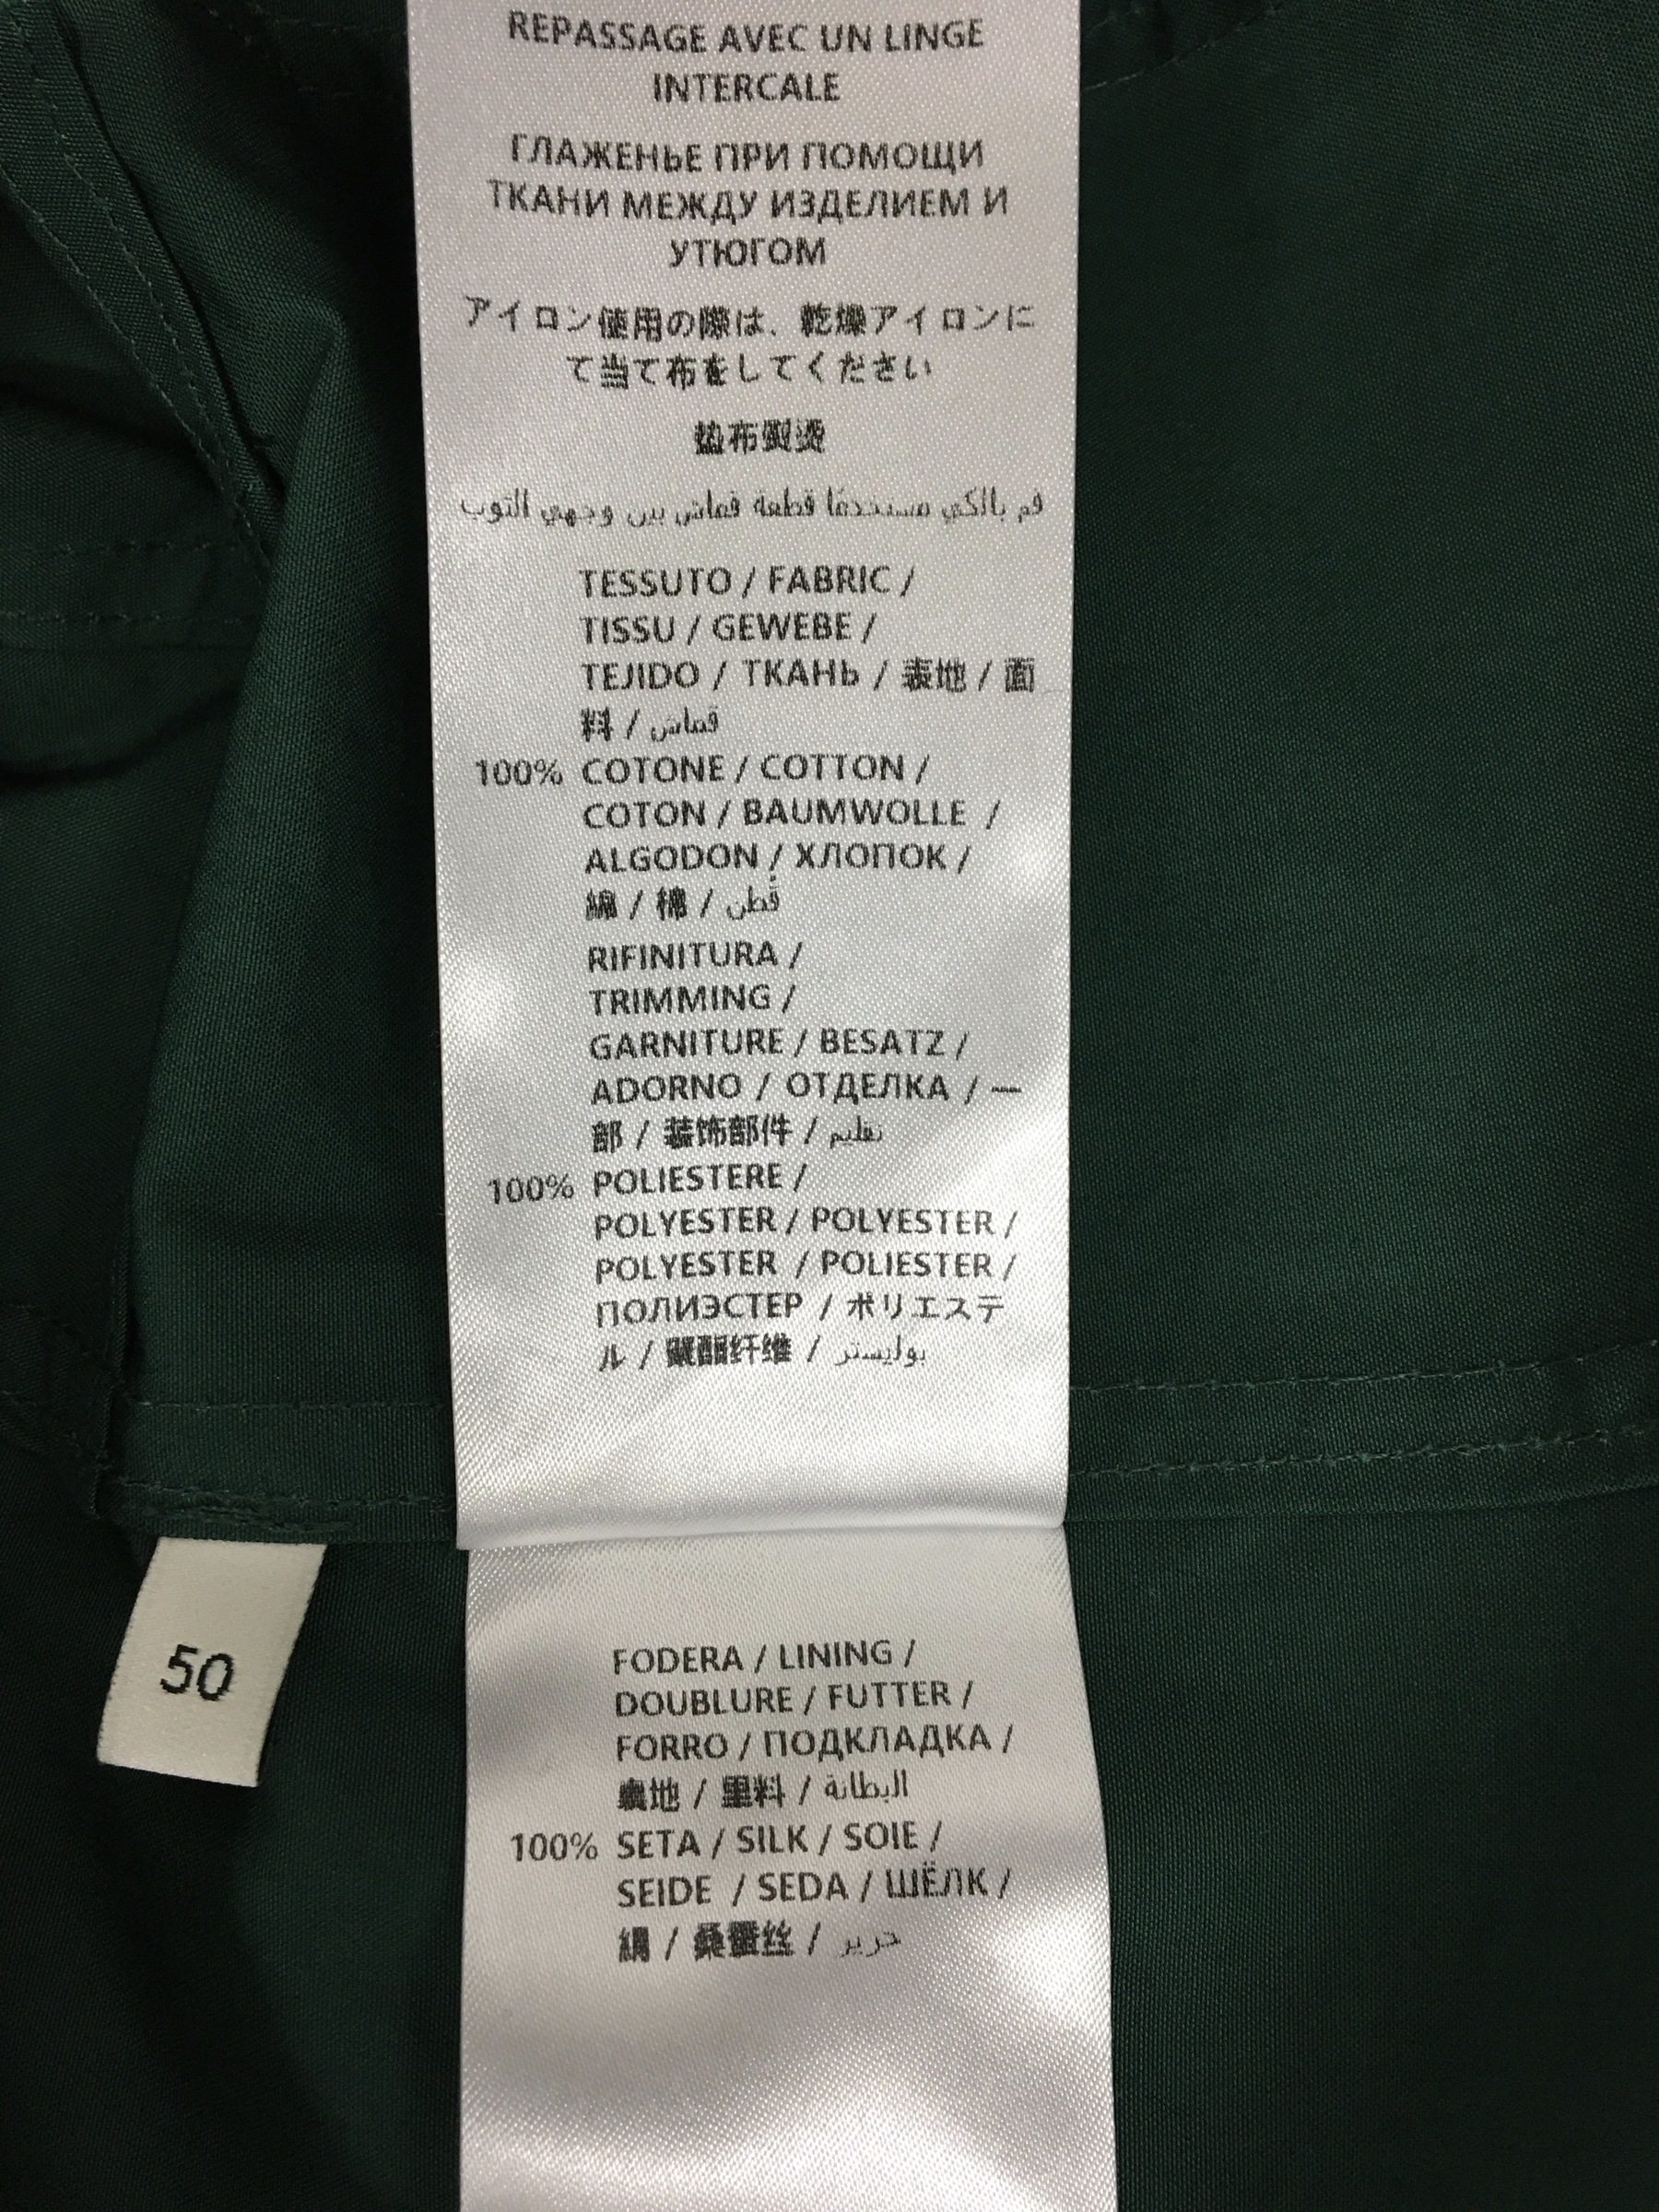 REPASSAGE AVEC UN LINGE
INTERCALE
ГЛАЖЕНЬЕ ПРИ ПОМОЩИ
ТКАНИ МЕЖДУ ИЗДЕЛИЕМ И
УТЮГОМ
アイロン使用の際は、乾燥アイロンに
て当て布をしてください
垫布熨烫
قم بالكي مستخدمًا قطعة قماش بين وجهي الثوب
TESSUTO / FABRIC /
TISSU / GEWEBE /
TEJIDO / ТКАНЬ / 表地 / 面
料 / قماش
100% COTONE / COTTON /
COTON / BAUMWOLLE /
ALGODON / ХЛОПОК /
綿 / 棉 / قُطن
RIFINITURA /
TRIMMING /
GARNITURE / BESATZ /
ADORNO / ОТДЕЛКА / 一
部 / 装饰部件 / تقليم
100% POLIESTERE /
POLYESTER / POLYESTER /
POLYESTER / POLIESTER /
ПОЛИЭСТЕР / ポリエステ
ル / 聚酯纤维 / بوليستر
50
FODERA / LINING /
DOUBLURE / FUTTER /
FORRO / ПОДКЛАДКА /
裏地 / 里料 / البطانة
100% SETA / SILK / SOIE /
SEIDE / SEDA / ШЁЛК /
絹 / 桑蚕丝 / حرير